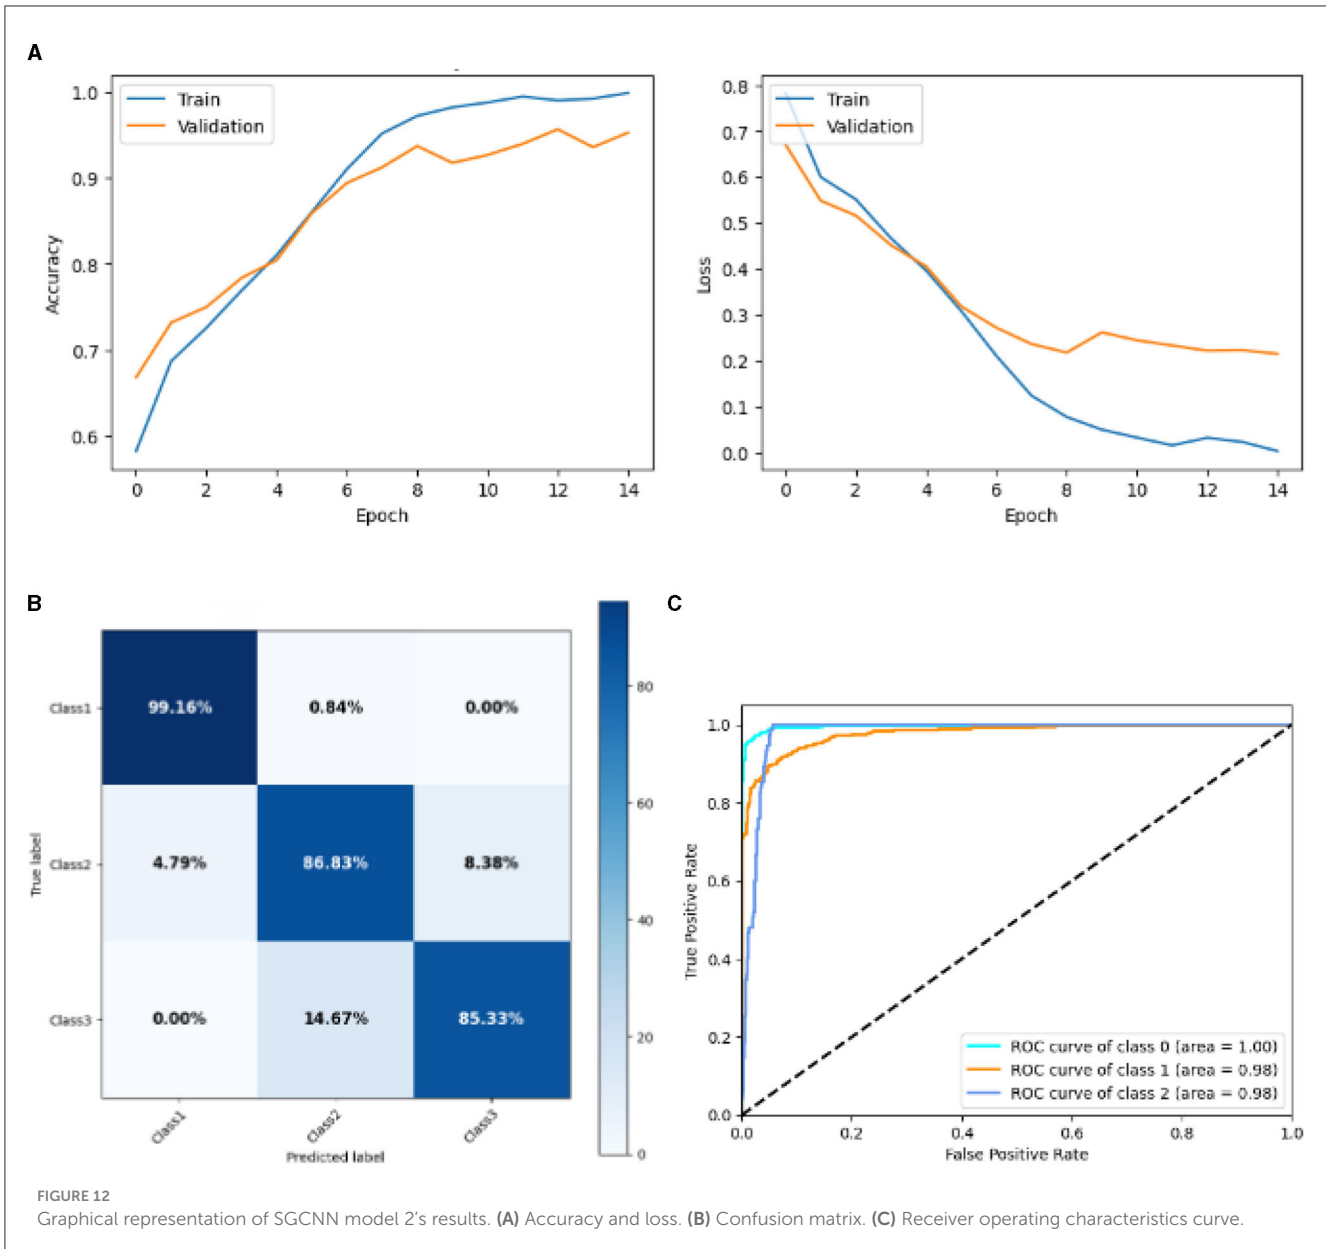 A
Train
Validation
1.0
0.9
0.8
0.7
0.6
Accuracy
0 2 4 6 8 10 12 14
Epoch
Train
Validation
0.8
0.7
0.6
0.5
0.4
0.3
0.2
0.1
0.0
Loss
0 2 4 6 8 10 12 14
Epoch
B
Class1 99.16% 0.84% 0.00%
Class2 4.79% 86.83% 8.38%
Class3 0.00% 14.67% 85.33%
True label
Class1 Class2 Class3
Predicted label
80
60
40
20
0
C
1.0
0.8
0.6
0.4
0.2
0.0
True Positive Rate
ROC curve of class 0 (area = 1.00)
ROC curve of class 1 (area = 0.98)
ROC curve of class 2 (area = 0.98)
0.0 0.2 0.4 0.6 0.8 1.0
False Positive Rate
FIGURE 12
Graphical representation of SGCNN model 2's results. (A) Accuracy and loss. (B) Confusion matrix. (C) Receiver operating characteristics curve.